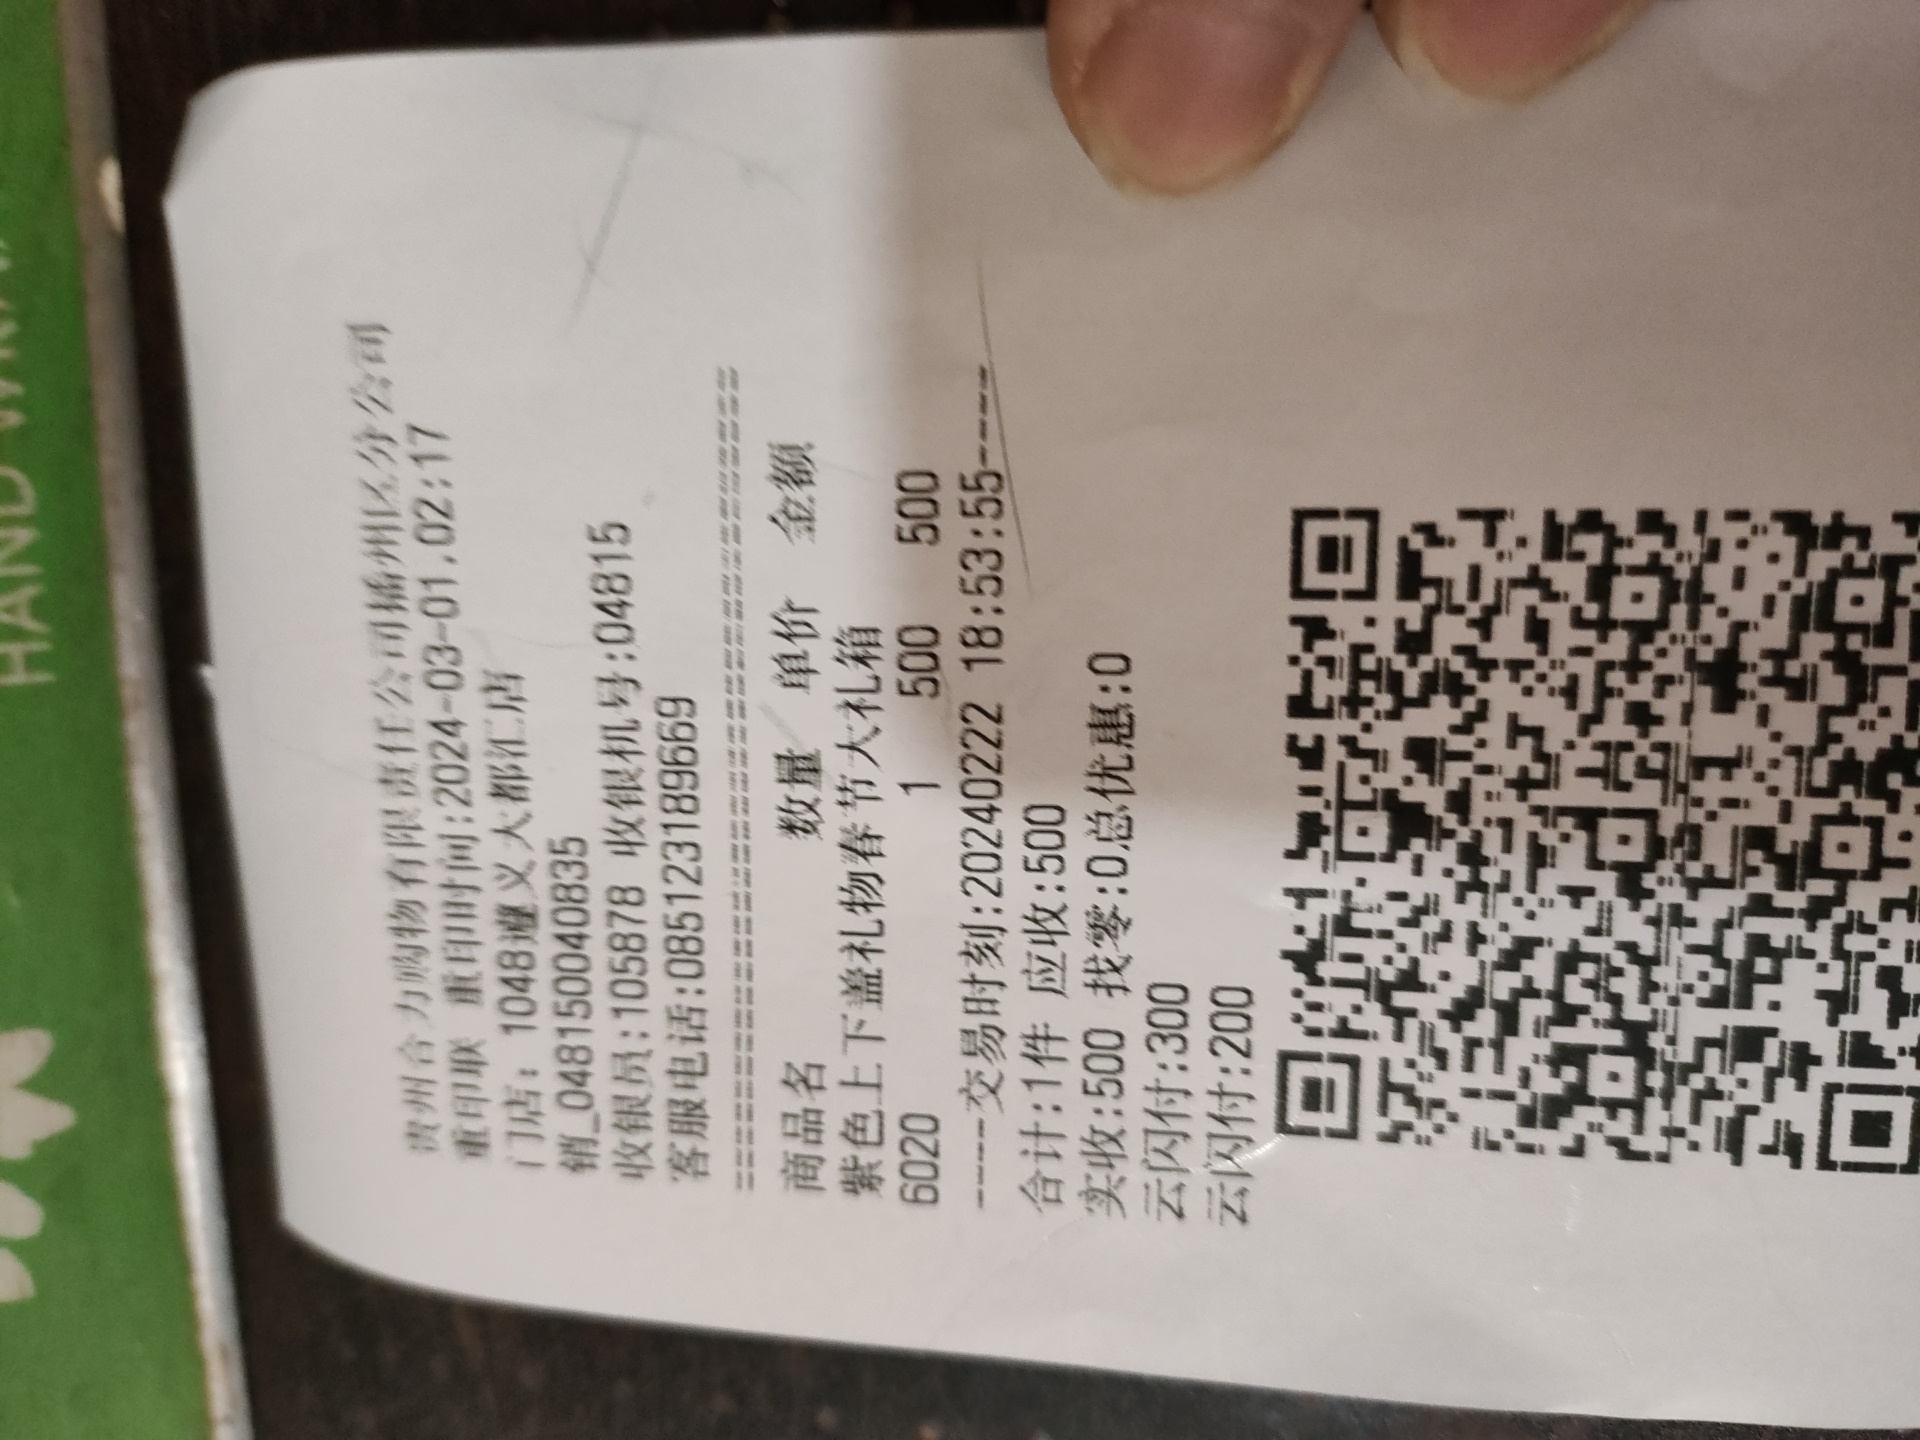 贵州合力购物有限责任公司播州区分公司
重印联 重印时间:2024-03-01.02:17
门店: 1048遵义大都汇店
销_048150040835
收银员:105878 收银机号:04815
客服电话:085123189669
================================
商品名 数量 单价 金额
紫色上下盖礼物春节大礼箱
6020 1 500 500
----交易时刻:20240222 18:53:55----
合计:1件 应收:500
实收:500 找零:0总优惠:0
云闪付:300
云闪付:200
HAND